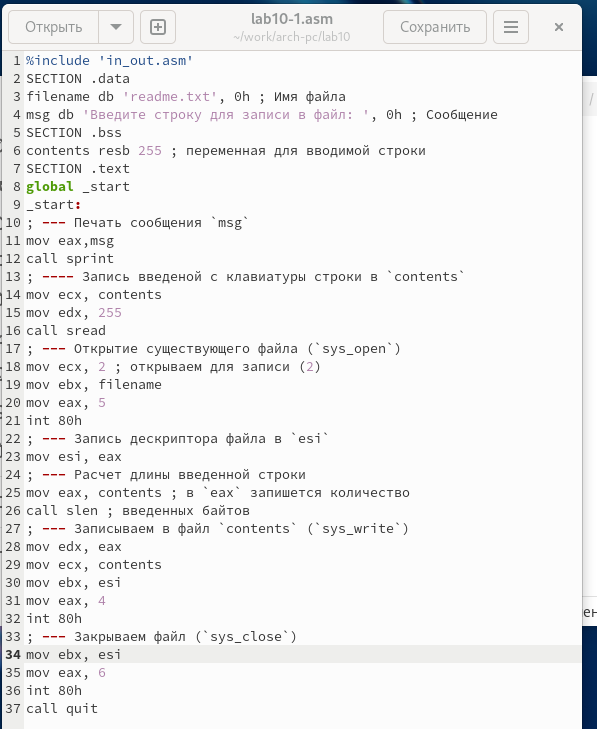 Открыть
lab10-1.asm
~/work/arch-pc/lab10
Сохранить
1 %include 'in_out.asm'
2 SECTION .data
3 filename db 'readme.txt', 0h ; Имя файла
4 msg db 'Введите строку для записи в файл: ', 0h ; Сообщение
5 SECTION .bss
6 contents resb 255 ; переменная для вводимой строки
7 SECTION .text
8 global _start
9 _start:
10 ; --- Печать сообщения `msg`
11 mov eax,msg
12 call sprint
13 ; ---- Запись введеной с клавиатуры строки в `contents`
14 mov ecx, contents
15 mov edx, 255
16 call sread
17 ; --- Открытие существующего файла (`sys_open`)
18 mov ecx, 2 ; открываем для записи (2)
19 mov ebx, filename
20 mov eax, 5
21 int 80h
22 ; --- Запись дескриптора файла в `esi`
23 mov esi, eax
24 ; --- Расчет длины введенной строки
25 mov eax, contents ; в `eax` запишется количество
26 call slen ; введенных байтов
27 ; --- Записываем в файл `contents` (`sys_write`)
28 mov edx, eax
29 mov ecx, contents
30 mov ebx, esi
31 mov eax, 4
32 int 80h
33 ; --- Закрываем файл (`sys_close`)
34 mov ebx, esi
35 mov eax, 6
36 int 80h
37 call quit